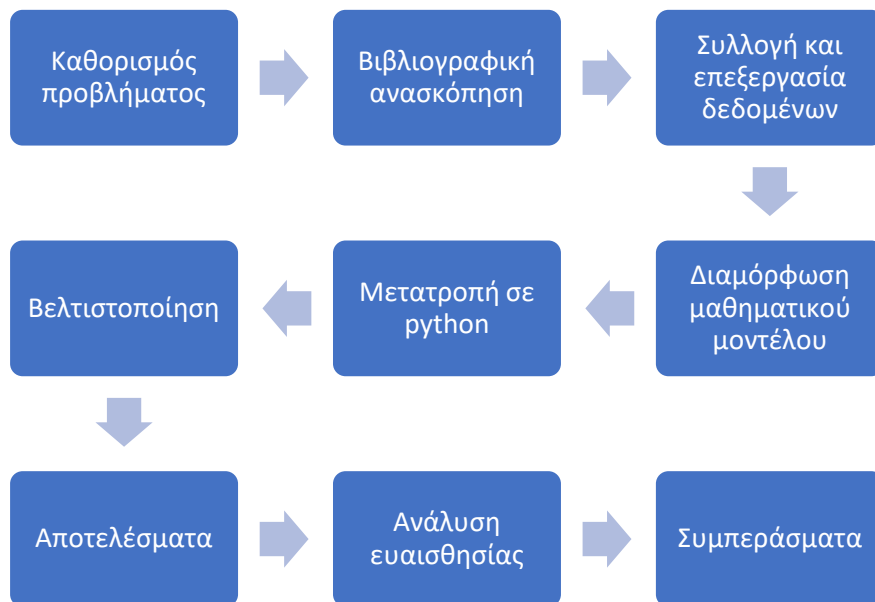 Καθορισμός
προβλήματος
Βιβλιογραφική
ανασκόπηση
Συλλογή και
επεξεργασία
δεδομένων
Διαμόρφωση
μαθηματικού
μοντέλου
Μετατροπή σε
python
Βελτιστοποίηση
Αποτελέσματα
Ανάλυση
ευαισθησίας
Συμπεράσματα